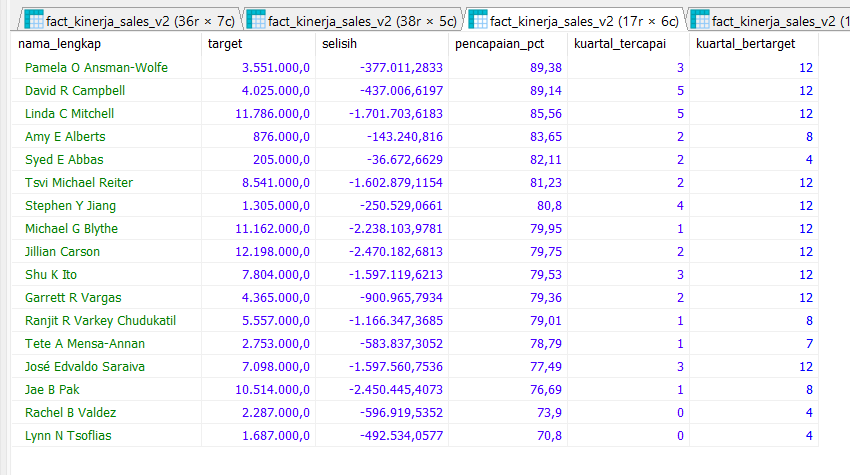 fact_kinerja_sales_v2 (36r × 7c) fact_kinerja_sales_v2 (38r × 5c) fact_kinerja_sales_v2 (17r × 6c) fact_kinerja_sales_v2 (1
nama_lengkap target selisih pencapaian_pct kuartal_tercapai kuartal_bertarget
Pamela O Ansman-Wolfe 3.551.000,0 -377.011,2833 89,38 3 12
David R Campbell 4.025.000,0 -437.006,6197 89,14 5 12
Linda C Mitchell 11.786.000,0 -1.701.703,6183 85,56 5 12
Amy E Alberts 876.000,0 -143.240,816 83,65 2 8
Syed E Abbas 205.000,0 -36.672,6629 82,11 2 4
Tsvi Michael Reiter 8.541.000,0 -1.602.879,1154 81,23 2 12
Stephen Y Jiang 1.305.000,0 -250.529,0661 80,8 4 12
Michael G Blythe 11.162.000,0 -2.238.103,9781 79,95 1 12
Jillian Carson 12.198.000,0 -2.470.182,6813 79,75 2 12
Shu K Ito 7.804.000,0 -1.597.119,6213 79,53 3 12
Garrett R Vargas 4.365.000,0 -900.965,7934 79,36 2 12
Ranjit R Varkey Chudukatil 5.557.000,0 -1.166.347,3685 79,01 1 8
Tete A Mensa-Annan 2.753.000,0 -583.837,3052 78,79 1 7
José Edvaldo Saraiva 7.098.000,0 -1.597.560,7536 77,49 3 12
Jae B Pak 10.514.000,0 -2.450.445,4073 76,69 1 8
Rachel B Valdez 2.287.000,0 -596.919,5352 73,9 0 4
Lynn N Tsoflias 1.687.000,0 -492.534,0577 70,8 0 4